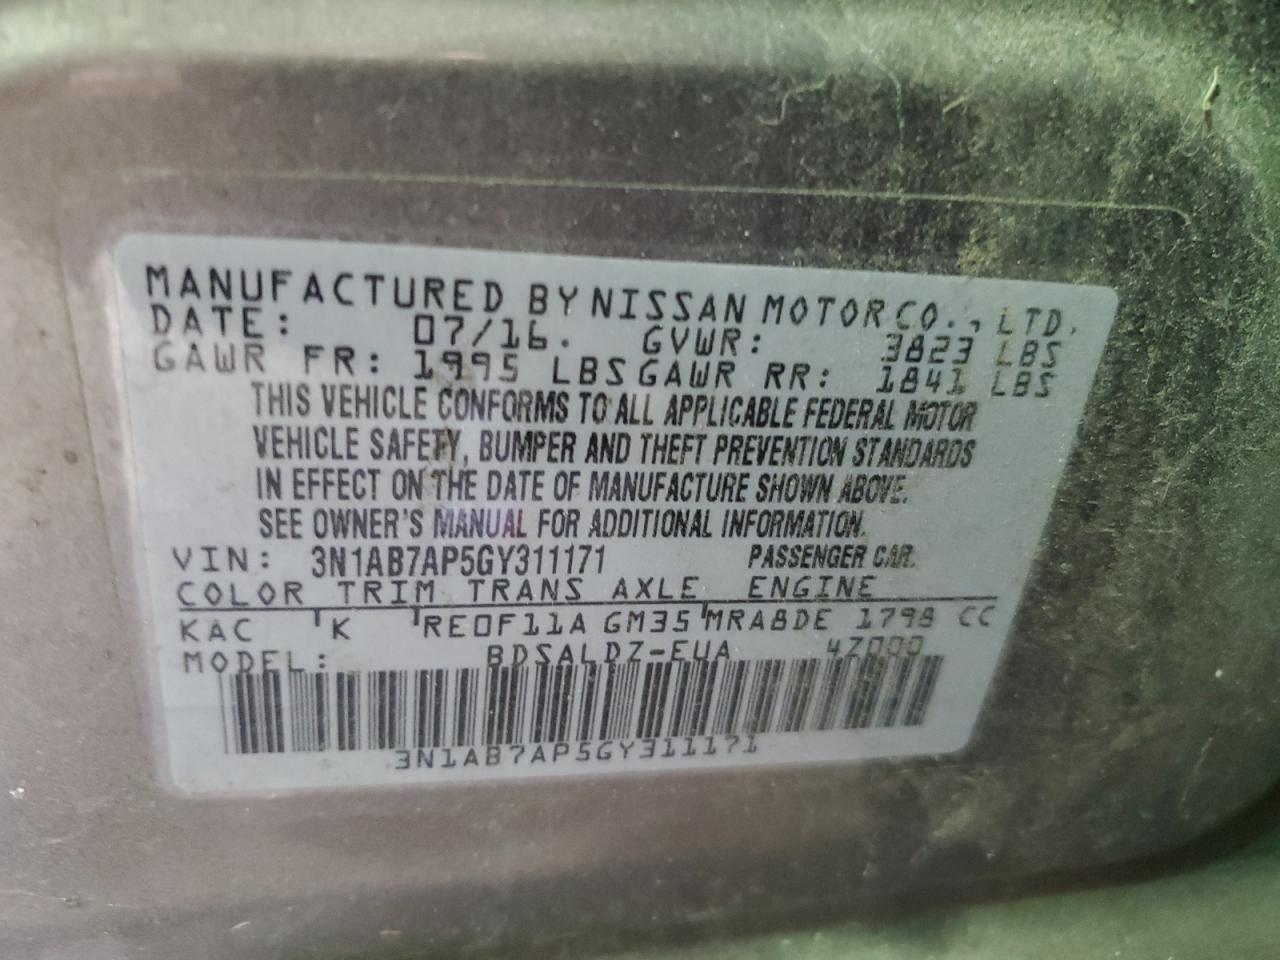 MANUFACTURED BY NISSAN MOTOR CO., LTD.
DATE: 07/16. GVWR: 3823 LBS
GAWR FR: 1995 LBS GAWR RR: 1841 LBS
THIS VEHICLE CONFORMS TO ALL APPLICABLE FEDERAL MOTOR
VEHICLE SAFETY, BUMPER AND THEFT PREVENTION STANDARDS
IN EFFECT ON THE DATE OF MANUFACTURE SHOWN ABOVE.
SEE OWNER'S MANUAL FOR ADDITIONAL INFORMATION.
VIN: 3N1AB7AP5GY311171 PASSENGER CAR.
COLOR TRIM TRANS AXLE ENGINE
KAC K RE0F11A GM35 MRA8DE 1798 CC
MODEL: BDSALDZ-EUA 47000
3N1AB7AP5GY311171